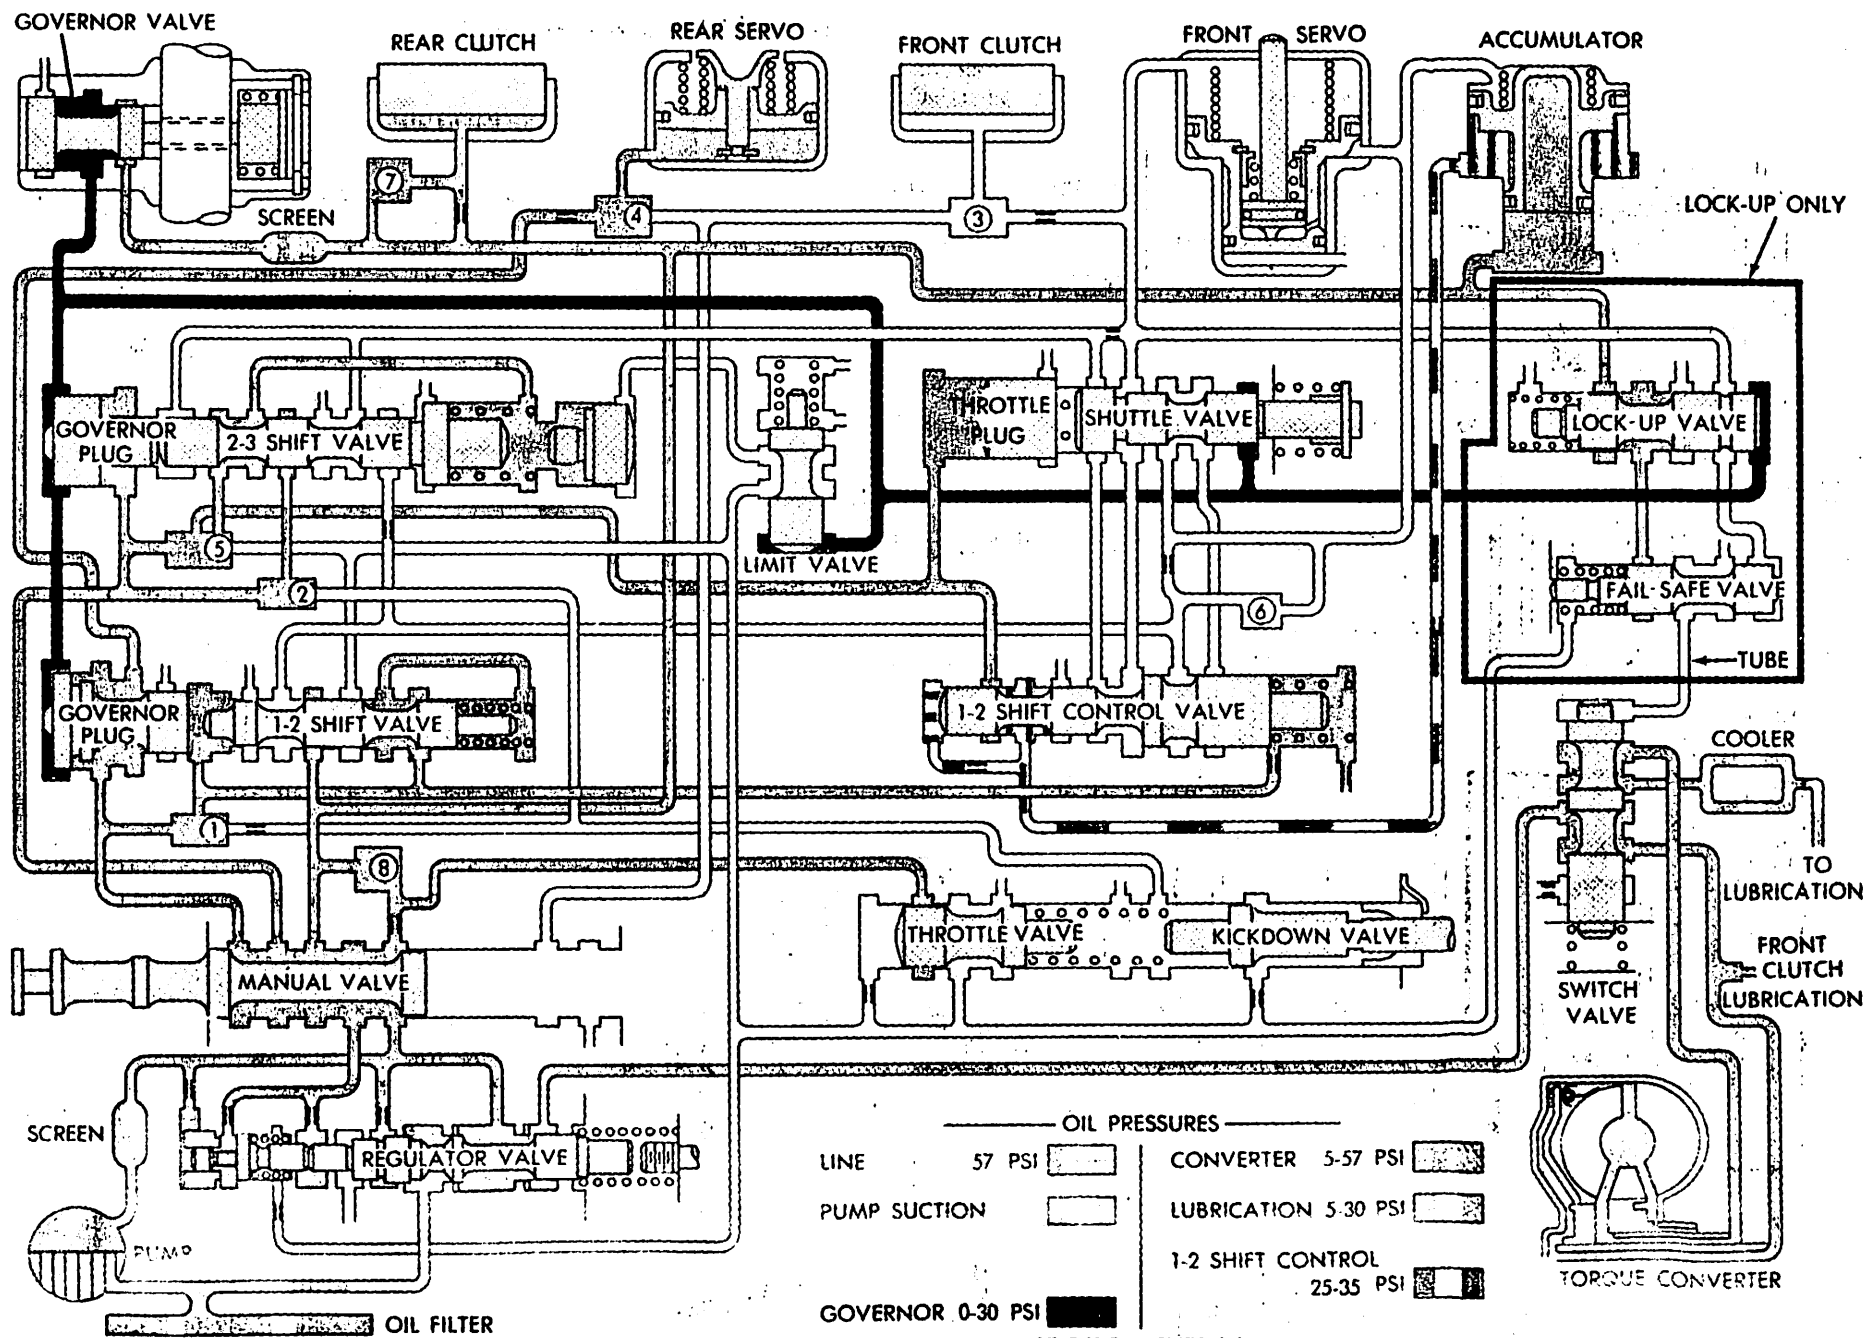 GOVERNOR VALVE
REAR CLUTCH
REAR SERVO
FRONT CLUTCH
FRONT SERVO
ACCUMULATOR
LOCK-UP ONLY
SCREEN
7
4
3
GOVERNOR
PLUG
2-3 SHIFT VALVE
THROTTLE
PLUG
SHUTTLE VALVE
LOCK-UP VALVE
5
LIMIT VALVE
2
6
FAIL-SAFE VALVE
TUBE
GOVERNOR
PLUG
1-2 SHIFT VALVE
1-2 SHIFT CONTROL VALVE
COOLER
1
8
TO
LUBRICATION
THROTTLE VALVE
KICKDOWN VALVE
FRONT
CLUTCH
LUBRICATION
MANUAL VALVE
SWITCH
VALVE
SCREEN
REGULATOR VALVE
PUMP
OIL FILTER
OIL PRESSURES
LINE 57 PSI
PUMP SUCTION
GOVERNOR 0-30 PSI
CONVERTER 5-57 PSI
LUBRICATION 5-30 PSI
1-2 SHIFT CONTROL
25-35 PSI
TORQUE CONVERTER